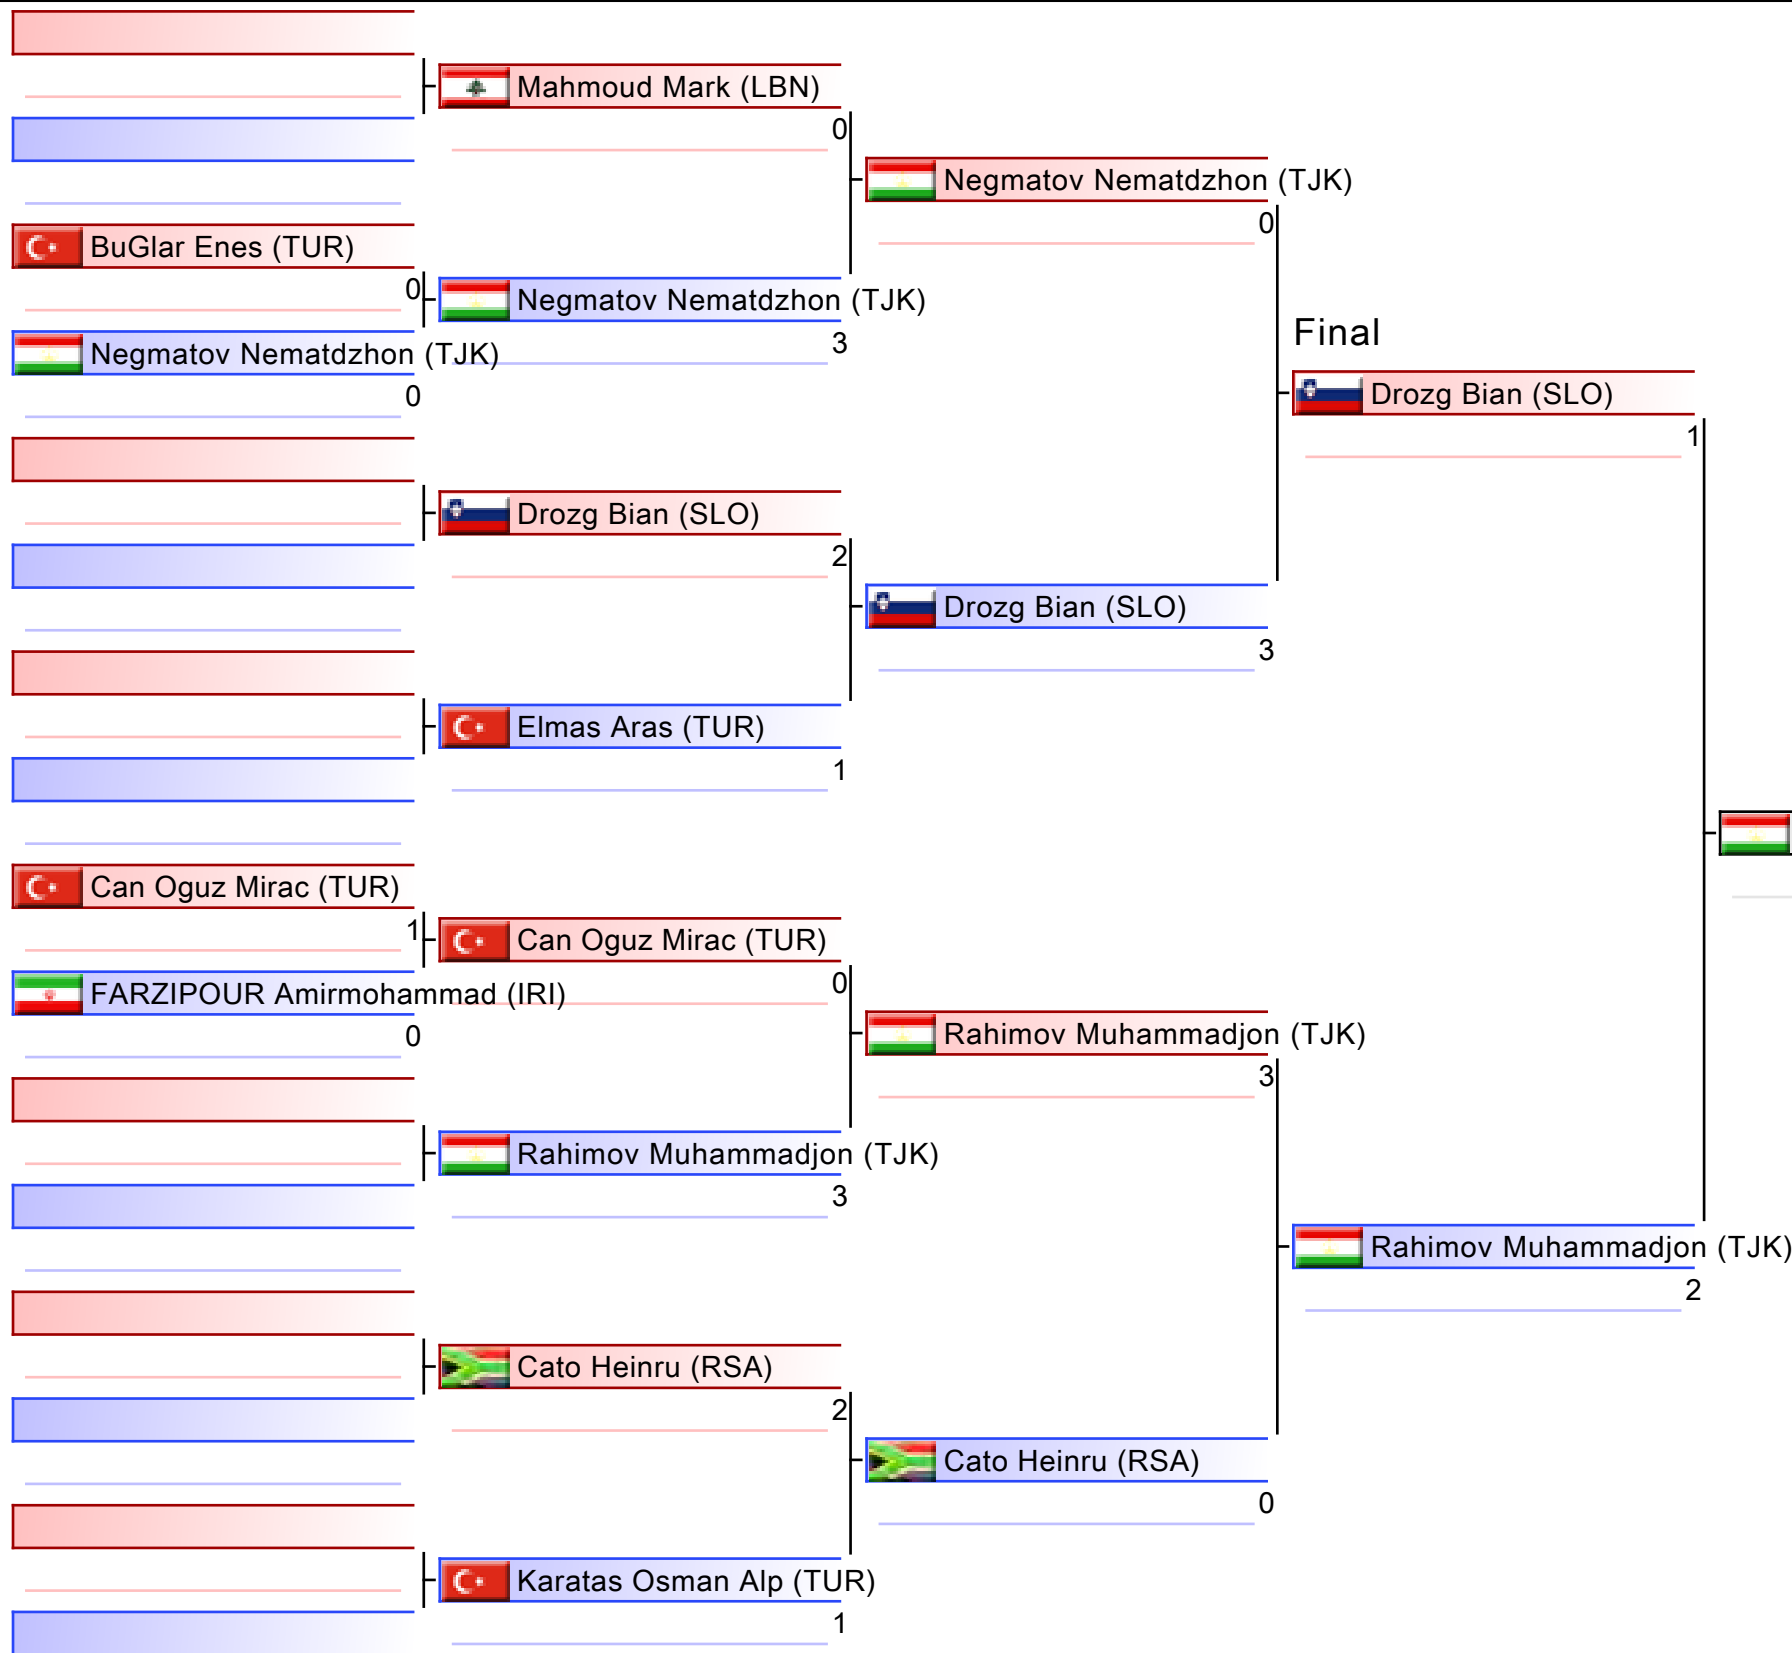 Mahmoud Mark (LBN)
0
Negmatov Nematdzhon (TJK)
0
BuGlar Enes (TUR)
0
Negmatov Nematdzhon (TJK)
3
Negmatov Nematdzhon (TJK)
0
Final
Drozg Bian (SLO)
1
Drozg Bian (SLO)
2
Drozg Bian (SLO)
3
Elmas Aras (TUR)
1
Can Oguz Mirac (TUR)
1
Can Oguz Mirac (TUR)
0
FARZIPOUR Amirmohammad (IRI)
0
Rahimov Muhammadjon (TJK)
3
Rahimov Muhammadjon (TJK)
3
Rahimov Muhammadjon (TJK)
2
Cato Heinru (RSA)
2
Cato Heinru (RSA)
0
Karatas Osman Alp (TUR)
1